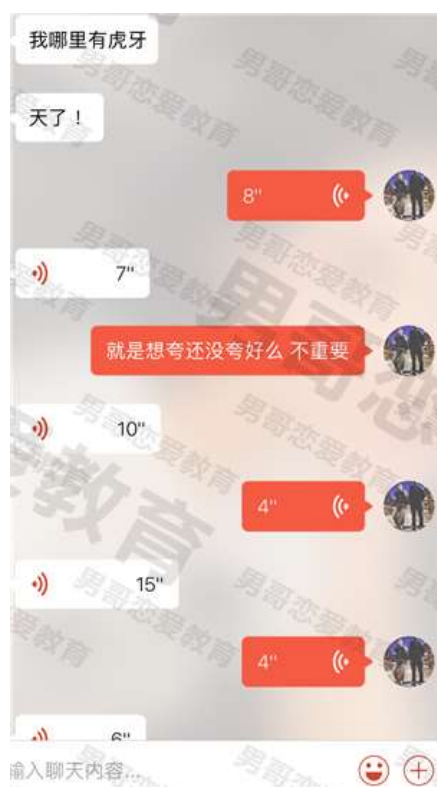 我哪里有虎牙
天了！
8"
7"
就是想夸还没夸好么 不重要
10"
4"
15"
4"
6"
输入聊天内容...
男哥恋爱教育